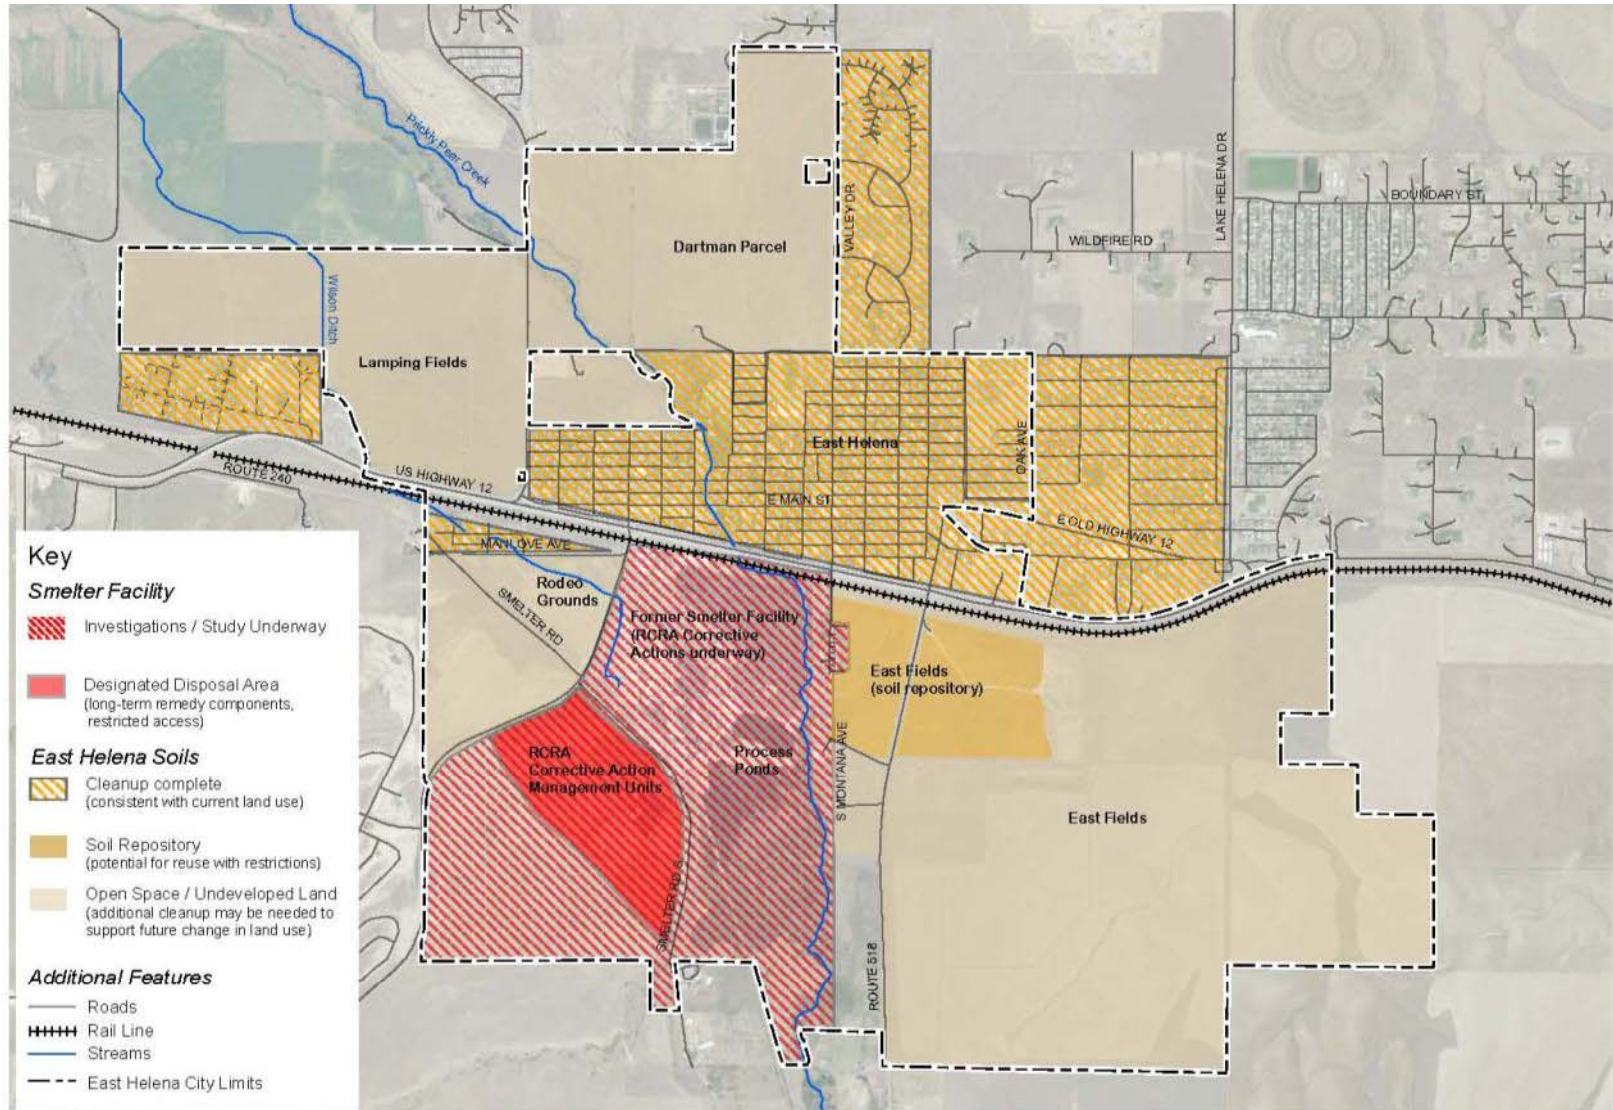 Prickly Pear Creek
VALLEY DR
LAKE HELENA DR
BOUNDARY ST
WILDFIRE RD
Dartman Parcel
Wilson Ditch
Lamping Fields
East Helena
OAK AVE
US HIGHWAY 12
ROUTE 240
E MAIN ST
E OLD HIGHWAY 12
MANLOVE AVE
Rodeo
Grounds
SMELTER RD
Former Smelter Facility
(RCRA Corrective
Actions underway)
East Fields
(soil repository)
RCRA
Corrective Action
Management Units
Process
Ponds
S MONTANA AVE
East Fields
SMELTER RD S
ROUTE 518
Key
Smelter Facility
Investigations / Study Underway
Designated Disposal Area
(long-term remedy components,
restricted access)
East Helena Soils
Cleanup complete
(consistent with current land use)
Soil Repository
(potential for reuse with restrictions)
Open Space / Undeveloped Land
(additional cleanup may be needed to
support future change in land use)
Additional Features
Roads
Rail Line
Streams
East Helena City Limits